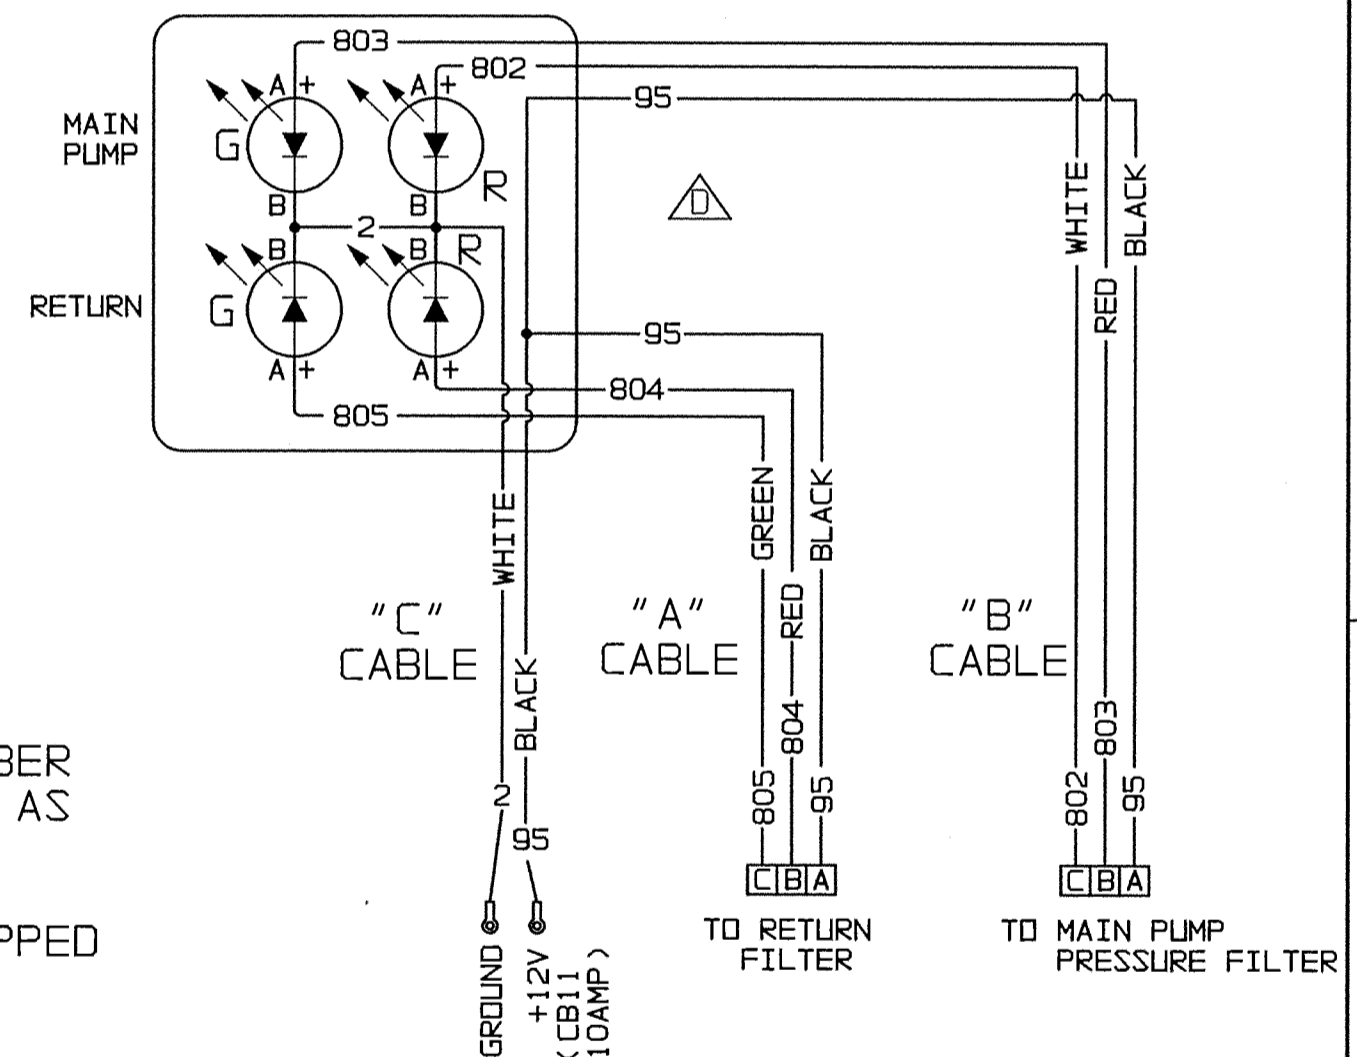 803
802
95
A +
A +
MAIN
PUMP
G
R
B
B
2
D
WHITE
RED
BLACK
B
B
R
RETURN
G
A +
A +
95
804
805
WHITE
BLACK
GREEN
RED
BLACK
"C"
CABLE
"A"
CABLE
"B"
CABLE
2
95
805
804
95
802
803
95
BER
AS
PPED
C B A
C B A
TO RETURN
FILTER
TO MAIN PUMP
PRESSURE FILTER
GROUND
+12V
(CB11
10AMP)